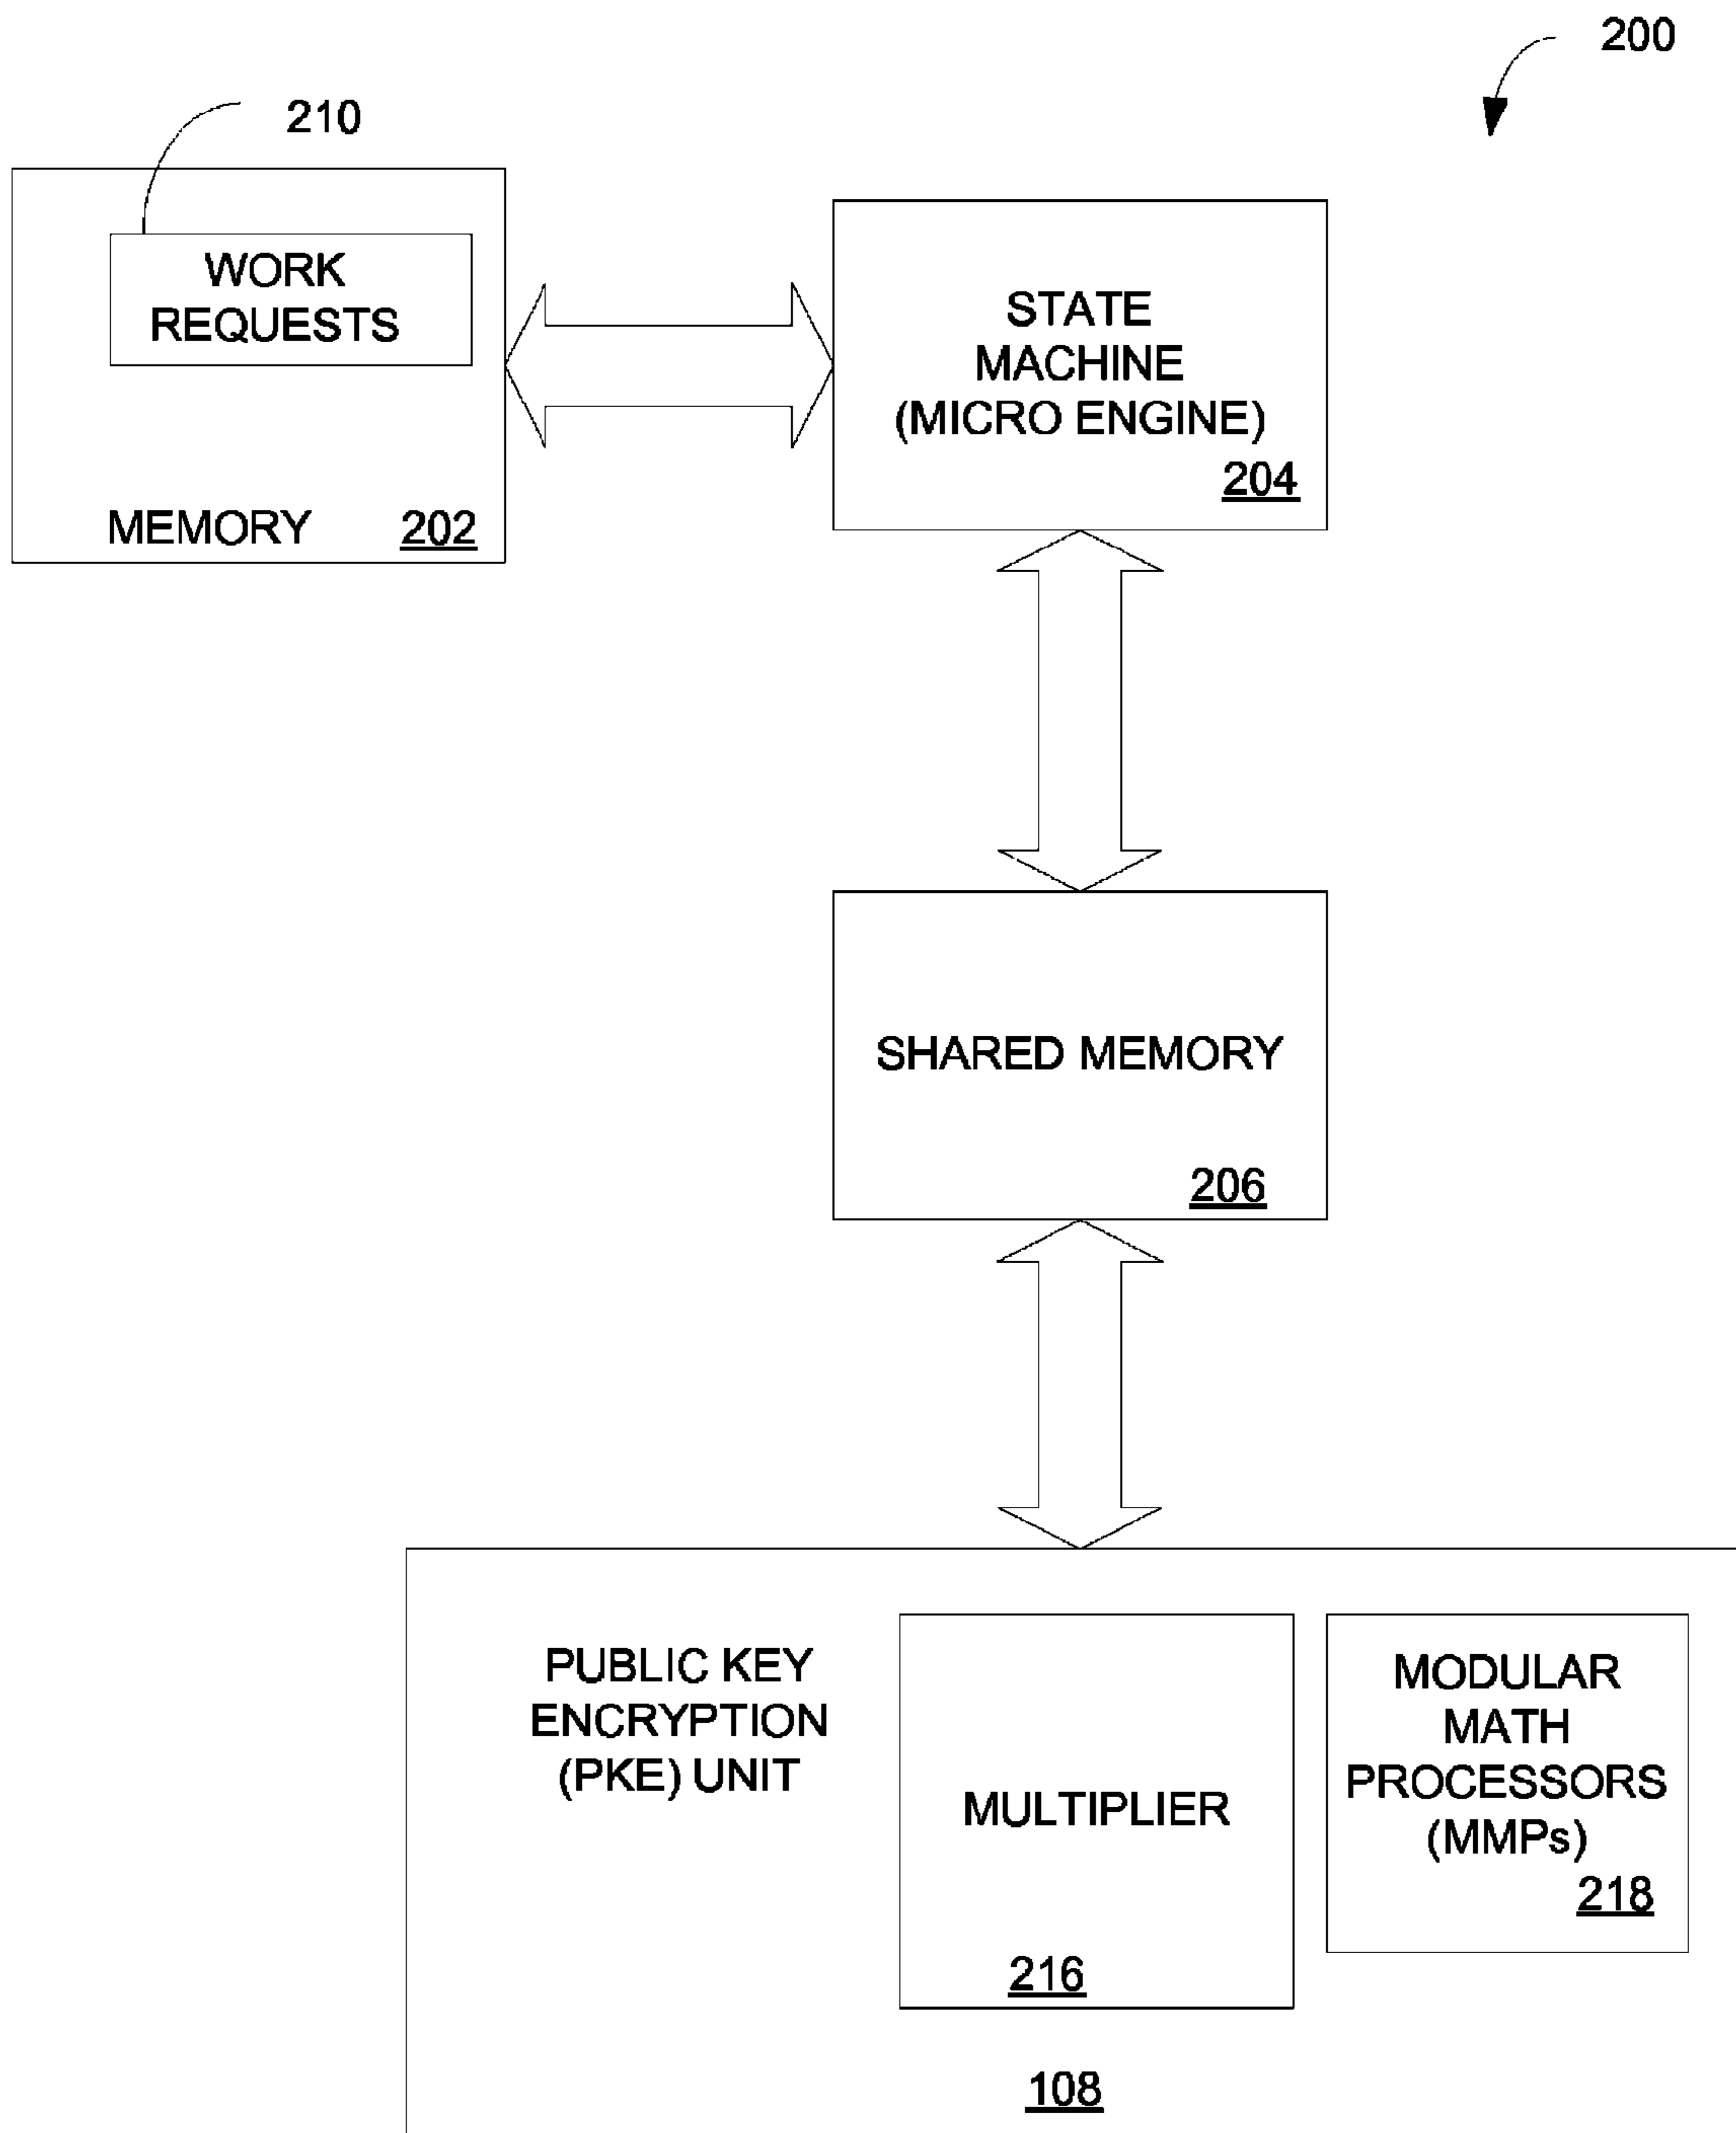 200
210
WORK
REQUESTS
MEMORY 202
STATE
MACHINE
(MICRO ENGINE)
204
SHARED MEMORY
206
PUBLIC KEY
ENCRYPTION
(PKE) UNIT
MULTIPLIER
216
MODULAR
MATH
PROCESSORS
(MMPs)
218
108